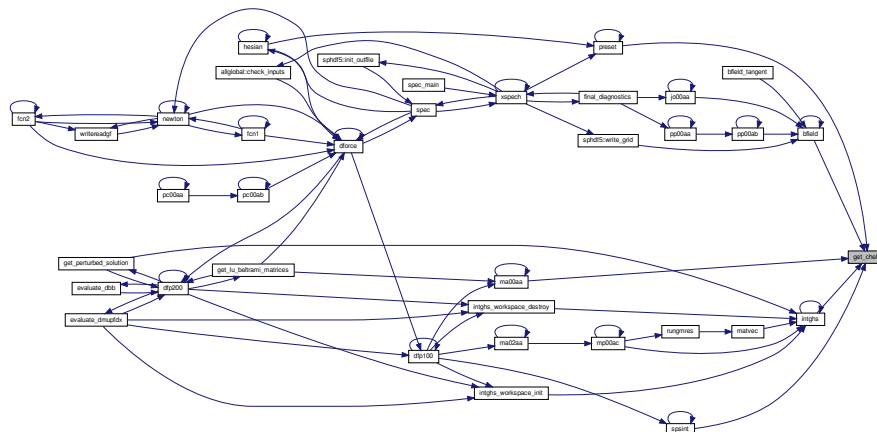 hesian
preset
allglobal::check_inputs
sphdf5::init_outfile
bfield_tangent
spec_main
xspech
final_diagnostics
jo00aa
spec
fcn2
newton
writereadgf
fcn1
pp00aa
pp00ab
bfield
dforce
sphdf5::write_grid
pc00aa
pc00ab
get_perturbed_solution
get_lu_beltrami_matrices
ma00aa
evaluate_dbb
dfp200
intghs_workspace_destroy
evaluate_dmupfdx
intghs
rungmres
matvec
ma02aa
mp00ac
dfp100
intghs_workspace_init
spsint